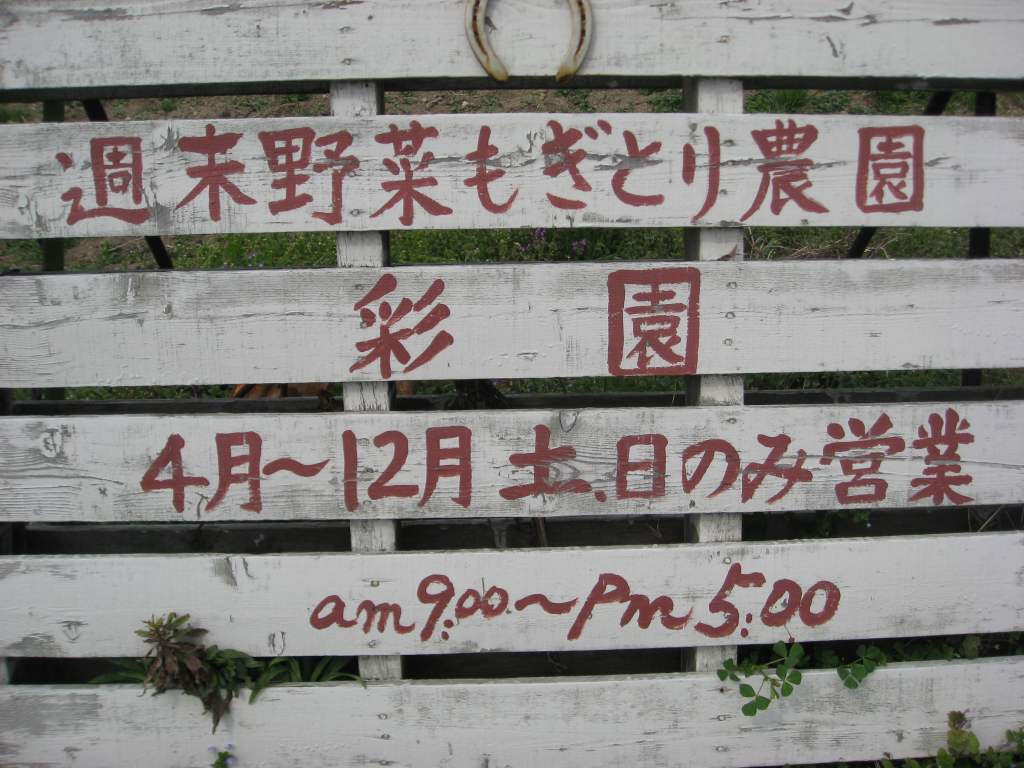 週末野菜もぎとり農園
彩園
4月～12月 土、日のみ営業
am9:00～Pm5:00